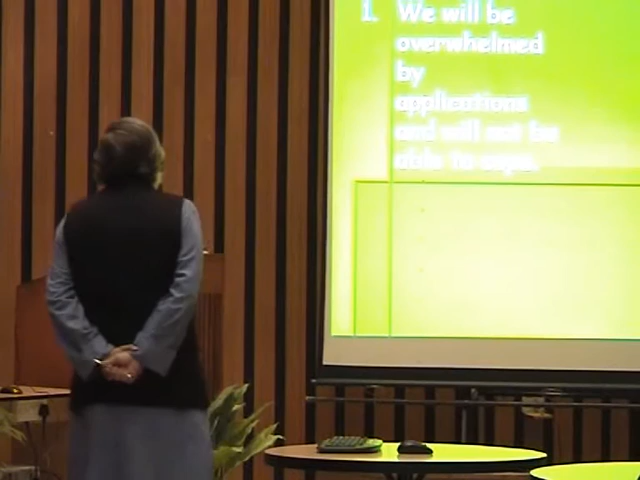 1. We will be
overwhelmed
by
applications
and will not be
able to cope.